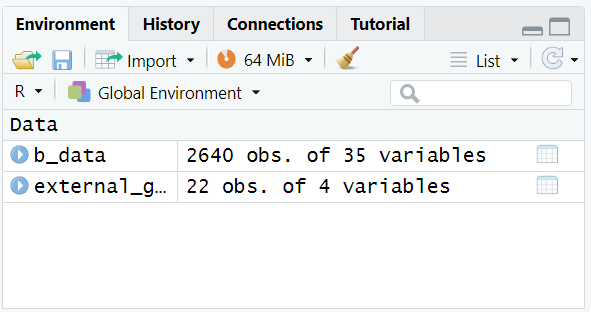 Environment History Connections Tutorial
Import 64 MiB List
R Global Environment
Data
b_data 2640 obs. of 35 variables
external_g… 22 obs. of 4 variables